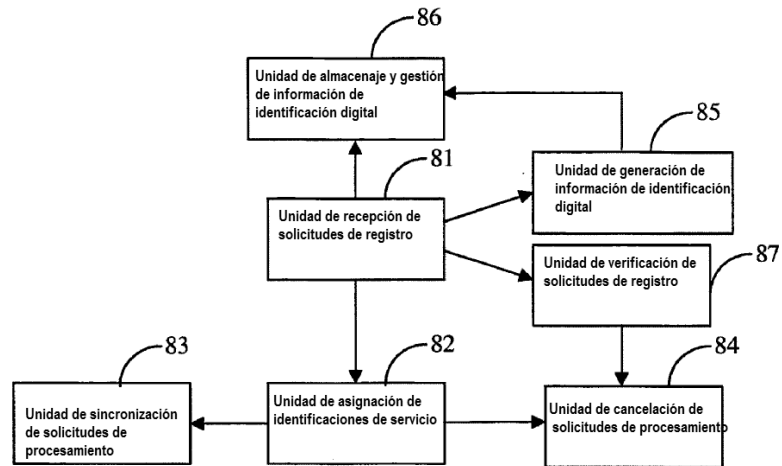 86
Unidad de almacenaje y gestión
de información de
identificación digital
85
Unidad de generación de
información de identificación
digital
81
Unidad de recepción de
solicitudes de registro
87
Unidad de verificación de
solicitudes de registro
83
Unidad de sincronización
de solicitudes de
procesamiento
82
Unidad de asignación de
identificaciones de servicio
84
Unidad de cancelación de
solicitudes de procesamiento